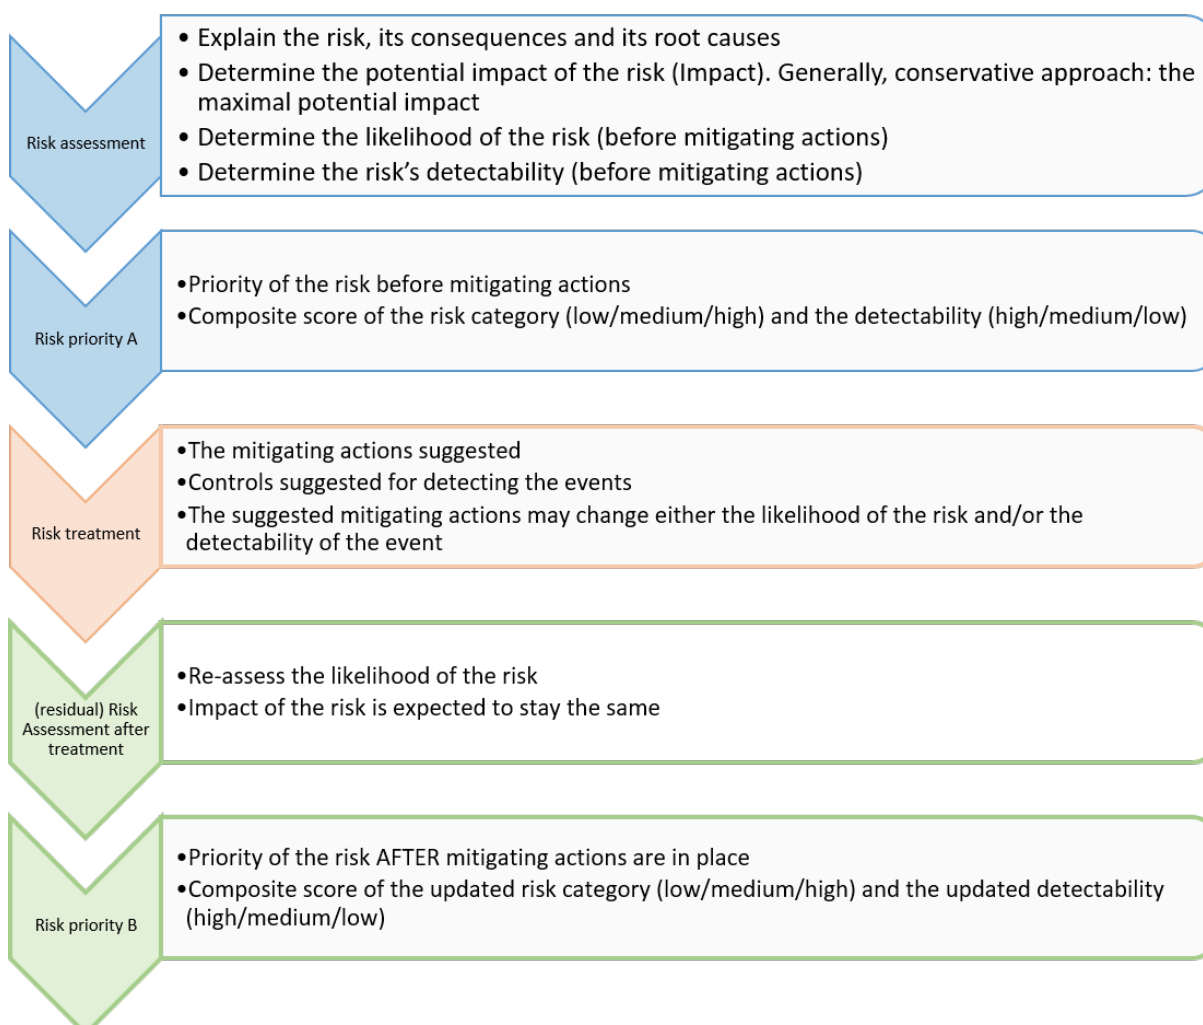 Risk assessment
• Explain the risk, its consequences and its root causes
• Determine the potential impact of the risk (Impact). Generally, conservative approach: the
maximal potential impact
• Determine the likelihood of the risk (before mitigating actions)
• Determine the risk’s detectability (before mitigating actions)
Risk priority A
•Priority of the risk before mitigating actions
•Composite score of the risk category (low/medium/high) and the detectability (high/medium/low)
Risk treatment
•The mitigating actions suggested
•Controls suggested for detecting the events
•The suggested mitigating actions may change either the likelihood of the risk and/or the
detectability of the event
(residual) Risk
Assessment after
treatment
•Re-assess the likelihood of the risk
•Impact of the risk is expected to stay the same
Risk priority B
•Priority of the risk AFTER mitigating actions are in place
•Composite score of the updated risk category (low/medium/high) and the updated detectability
(high/medium/low)